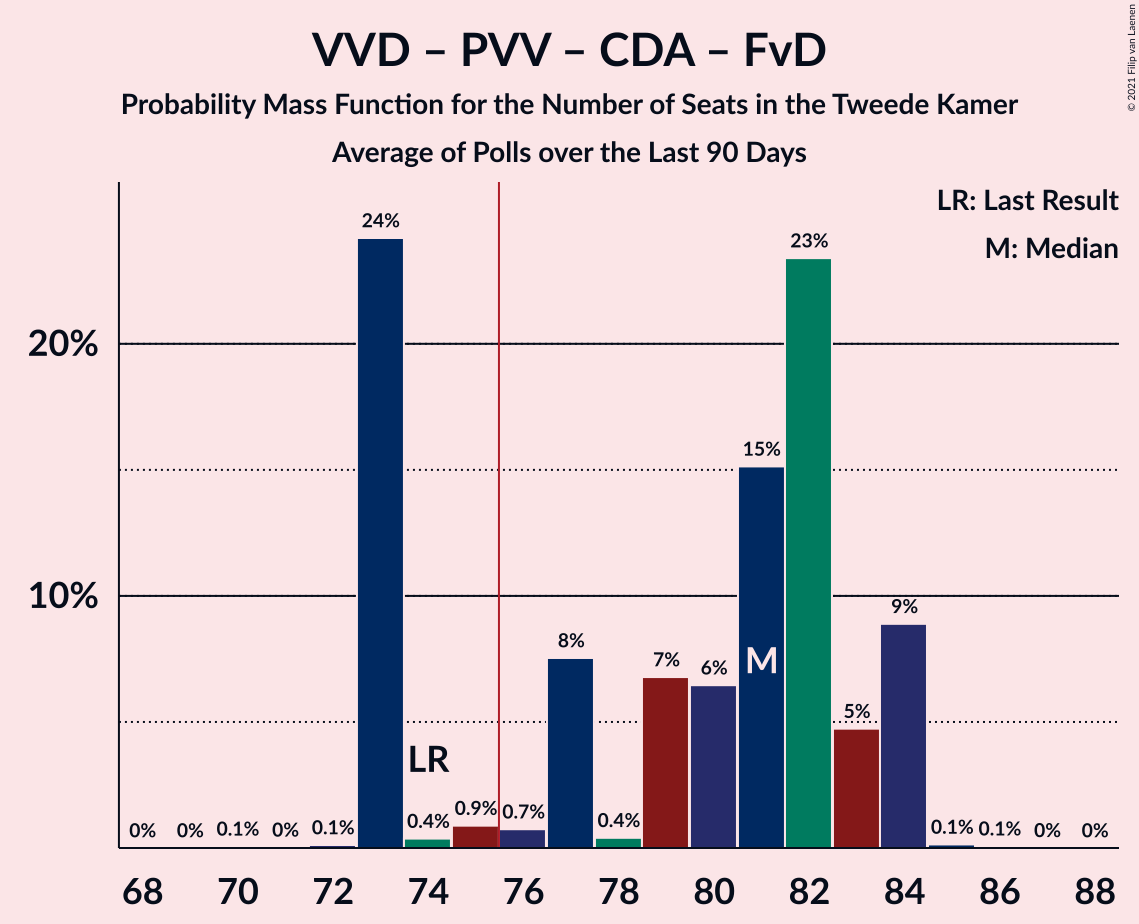 VVD – PVV – CDA – FvD
Probability Mass Function for the Number of Seats in the Tweede Kamer
Average of Polls over the Last 90 Days
© 2021 Filip van Laenen
LR: Last Result
M: Median
20%
10%
0%
0%
0.1%
0%
0.1%
24%
0.4%
0.9%
0.7%
8%
0.4%
7%
6%
15%
23%
5%
9%
0.1%
0.1%
0%
0%
LR
M
68 70 72 74 76 78 80 82 84 86 88